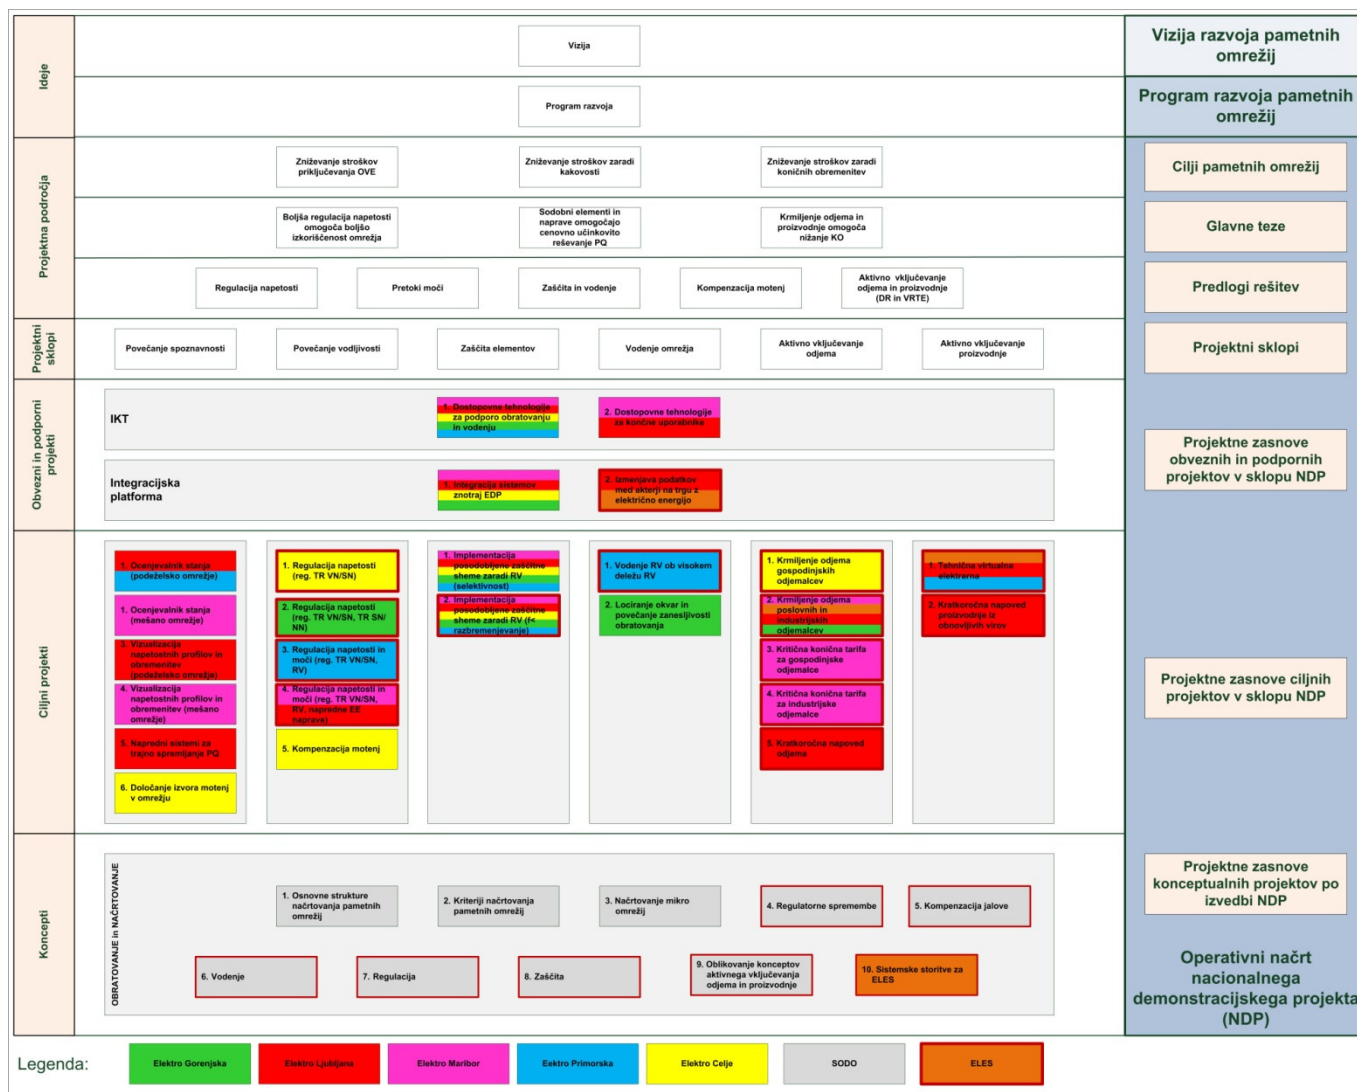 Ideje
Vizija
Vizija razvoja pametnih
omrežij
Program razvoja
Program razvoja pametnih
omrežij
Projektna področja
Zniževanje stroškov
priključevanja OVE
Zniževanje stroškov zaradi
kakovosti
Zniževanje stroškov zaradi
koničnih obremenitev
Cilji pametnih omrežij
Boljša regulacija napetosti
omogoča boljšo
izkoriščenost omrežja
Sodobni elementi in
naprave omogočajo
cenovno učinkovito
reševanje PQ
Krmiljenje odjema in
proizvodnje omogoča
nižanje KO
Glavne teze
Regulacija napetosti
Pretoki moči
Zaščita in vodenje
Kompenzacija motenj
Aktivno vključevanje
odjema in proizvodnje
(DR in VRTE)
Predlogi rešitev
Projektni
sklopi
Povečanje spoznavnosti
Povečanje vodljivosti
Zaščita elementov
Vodenje omrežja
Aktivno vključevanje
odjema
Aktivno vključevanje
proizvodnje
Projektni sklopi
Obvezni in podporni
projekti
IKT
1. Dostopovne tehnologije
za podporo obratovanju
in vodenju
2. Dostopovne tehnologije
za končne uporabnike
Integracijska
platforma
1. Integracija sistemov
znotraj EDP
2. Izmenjava podatkov
med akterji na trgu z
električno energijo
Projektne zasnove
obveznih in podpornih
projektov v sklopu NDP
Ciljni projekti
1. Ocenjevalnik stanja
(podeželsko omrežje)
1. Ocenjevalnik stanja
(mešano omrežje)
3. Vizualizacija
napetostnih profilov in
obremenitev
(podeželsko omrežje)
4. Vizualizacija
napetostnih profilov in
obremenitev (mešano
omrežje)
5. Napredni sistemi za
trajno spremljanje PQ
6. Določanje izvora motenj
v omrežju
1. Regulacija napetosti
(reg. TR VN/SN)
2. Regulacija napetosti
(reg. TR VN/SN, TR SN/
NN)
3. Regulacija napetosti in
moči (reg. TR VN/SN,
RV)
4. Regulacija napetosti in
moči (reg. TR VN/SN,
RV, napredne EE
naprave)
5. Kompenzacija motenj
1. Implementacija
posodobljene zaščitne
sheme zaradi RV
(selektivnost)
2. Implementacija
posodobljene zaščitne
sheme zaradi RV (f<
razbremenjevanje)
1. Vodenje RV ob visokem
deležu RV
2. Lociranje okvar in
povečanje zanesljivosti
obratovanja
1. Krmiljenje odjema
gospodinjskih
odjemalcev
2. Krmiljenje odjema
poslovnih in
industrijskih
odjemalcev
3. Kritična konična tarifa
za gospodinjske
odjemalce
4. Kritična konična tarifa
za industrijske
odjemalce
5. Kratkoročna napoved
odjema
1. Tehnična virtualna
elektrarna
2. Kratkoročna napoved
proizvodnje iz
obnovljivih virov
Projektne zasnove ciljnih
projektov v sklopu NDP
Koncepti
OBRATOVANJE in NAČRTOVANJE
1. Osnovne strukture
načrtovanja pametnih
omrežij
2. Kriteriji načrtovanja
pametnih omrežij
3. Načrtovanje mikro
omrežij
4. Regulatorne spremembe
5. Kompenzacija jalove
6. Vodenje
7. Regulacija
8. Zaščita
9. Oblikovanje konceptov
aktivnega vključevanja
odjema in proizvodnje
10. Sistemske storitve za
ELES
Projektne zasnove
konceptualnih projektov po
izvedbi NDP
Operativni načrt
nacionalnega
demonstracijskega projekta
(NDP)
Legenda:
Elektro Gorenjska
Elektro Ljubljana
Elektro Maribor
Eektro Primorska
Elektro Celje
SODO
ELES